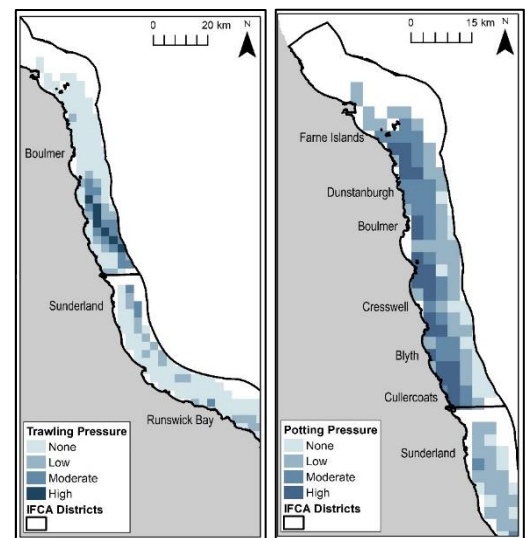 20 km
N
Boulmer
Sunderland
Runswick Bay
Trawling Pressure
None
Low
Moderate
High
IFCA Districts
0
15 km
N
Farne Islands
Dunstanburgh
Boulmer
Cresswell
Blyth
Cullercoats
Sunderland
Potting Pressure
None
Low
Moderate
High
IFCA Districts